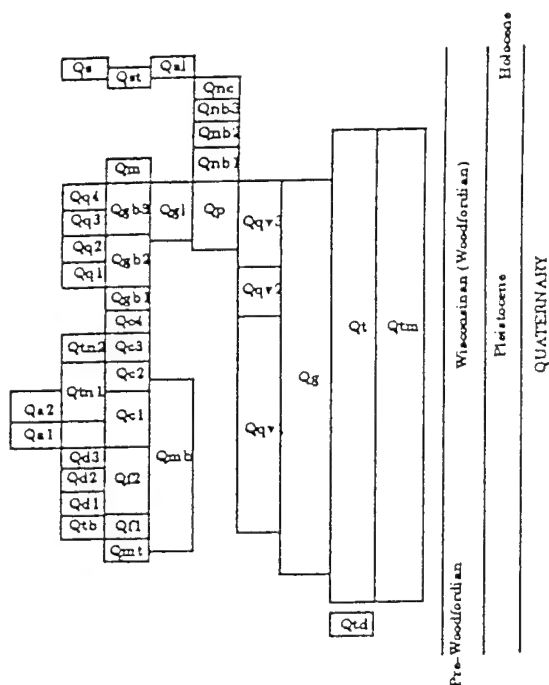 Qs
Qst
Qal
Qnc
Qnb3
Qnb2
Qnb1
Qm
Qq4
Qq3
Qgb3
Qgl
Qp
Qqv3
Qq2
Qq1
Qgb2
Qqv2
Qgb1
Qc4
Qtn2
Qc3
Qt
Qtm
Qc2
Qtn1
Qg
Qa2
Qa1
Qc1
Qqv
Qmb
Qd3
Qd2
Qf2
Qd1
Qtb
Qf1
Qmt
Qtd
Pre-Woodfordian
Wisconsinan (Woodfordian)
Pleistocene
Holocene
QUATERNARY